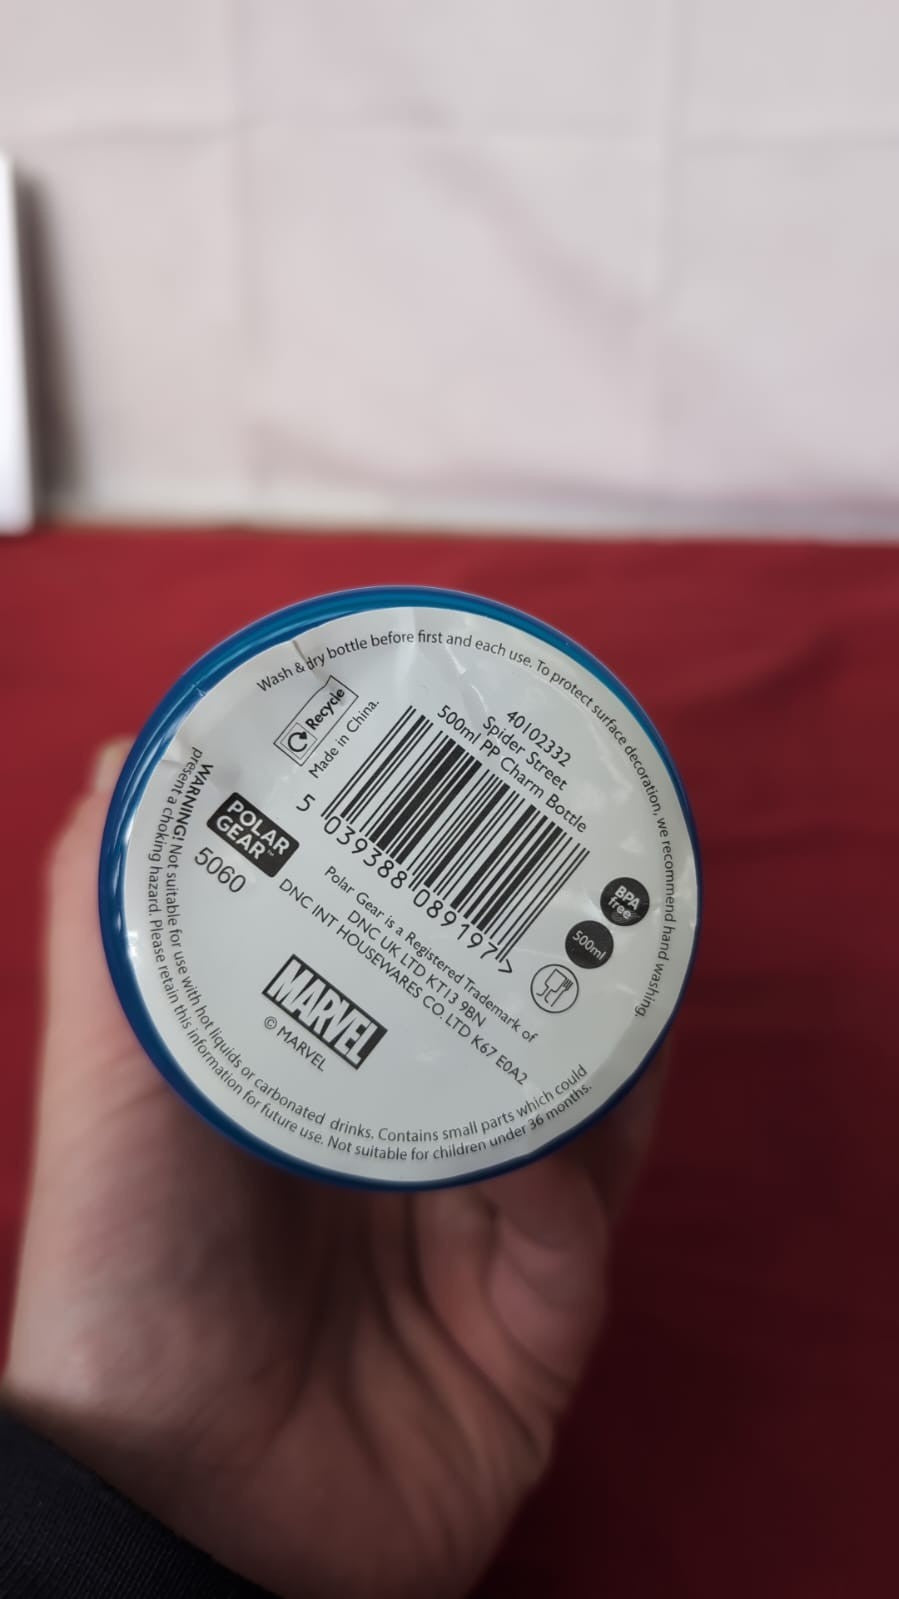 Wash & dry bottle before first and each use. To protect surface decoration, we recommend hand washing.
Recycle
Made in China.
40102332
Spider Street
500ml PP Charm Bottle
5 039388 089197 >
BPA
free
500ml
POLAR
GEAR™
5060
Polar Gear is a Registered Trademark of
DNC UK LTD KT13 9BN
DNC INT HOUSEWARES CO. LTD K67 E0A2
MARVEL
© MARVEL
WARNING! Not suitable for use with hot liquids or carbonated drinks. Contains small parts which could
present a choking hazard. Please retain this information for future use. Not suitable for children under 36 months.